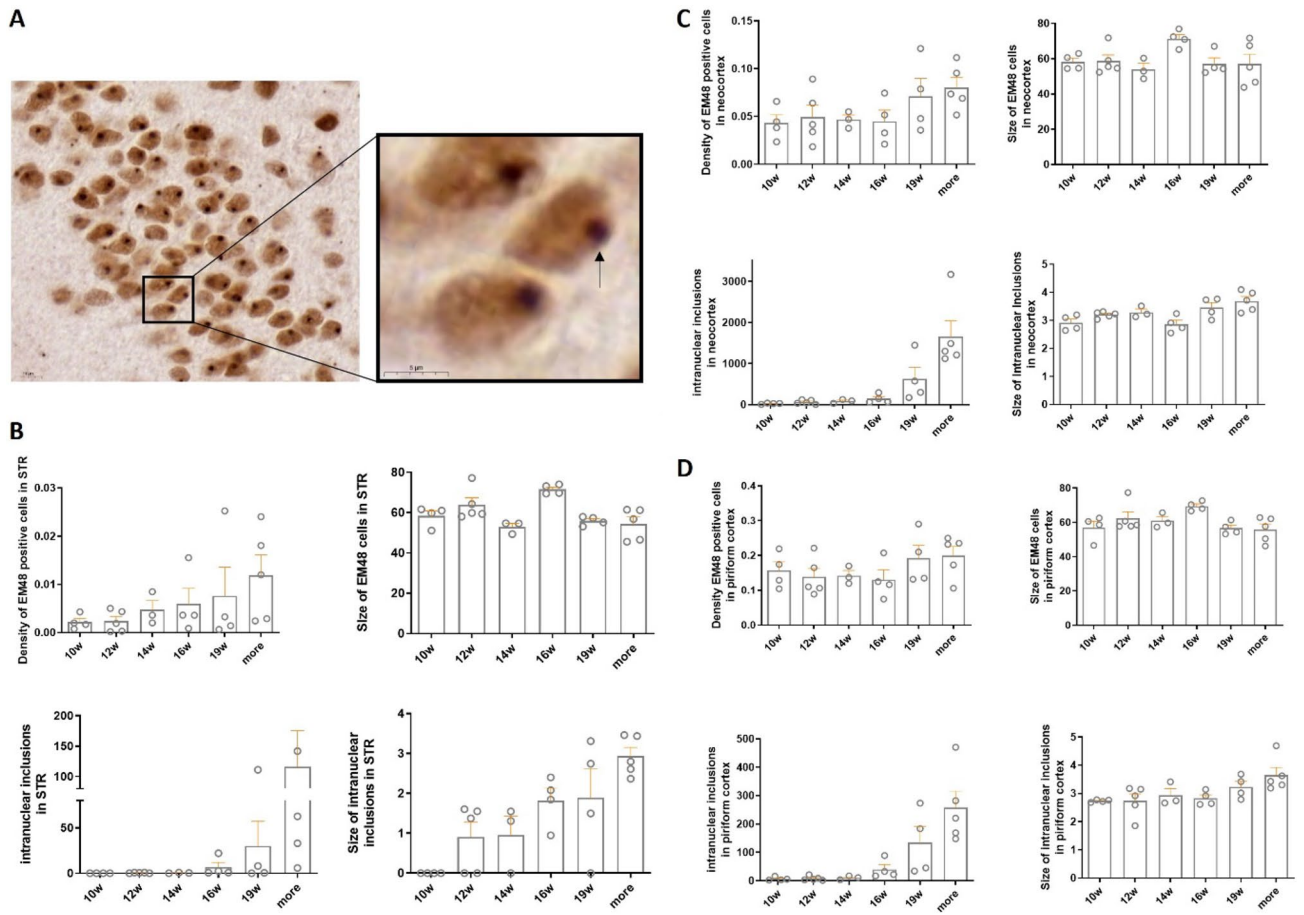 A
5 µm
B
Density of EM48 positive cells in STR
0.03
0.02
0.01
0.00
10w
12w
14w
16w
19w
more
Size of EM48 cells in STR
80
60
40
20
0
10w
12w
14w
16w
19w
more
intranuclear inclusions
in STR
200
150
100
50
0
10w
12w
14w
16w
19w
more
Size of intranuclear
inclusions in STR
4
3
2
1
0
10w
12w
14w
16w
19w
more
C
Density of EM48 positive cells
in neocortex
0.15
0.10
0.05
0.00
10w
12w
14w
16w
19w
more
Size of EM48 cells
in neocortex
80
60
40
20
0
10w
12w
14w
16w
19w
more
intranuclear inclusions
in neocortex
3000
2000
1000
0
10w
12w
14w
16w
19w
more
Size of Intranuclear Inclusions
in neocortex
5
4
3
2
1
0
10w
12w
14w
16w
19w
more
D
Density EM48 positive cells
in piriform cortex
0.4
0.3
0.2
0.1
0.0
10w
12w
14w
16w
19w
more
Size of EM48 cells
in piriform cortex
80
60
40
20
0
10w
12w
14w
16w
19w
more
intranuclear inclusions
in piriform cortex
500
400
300
200
100
0
10w
12w
14w
16w
19w
more
Size of intranuclear inclusions
in piriform cortex
5
4
3
2
1
0
10w
12w
14w
16w
19w
more